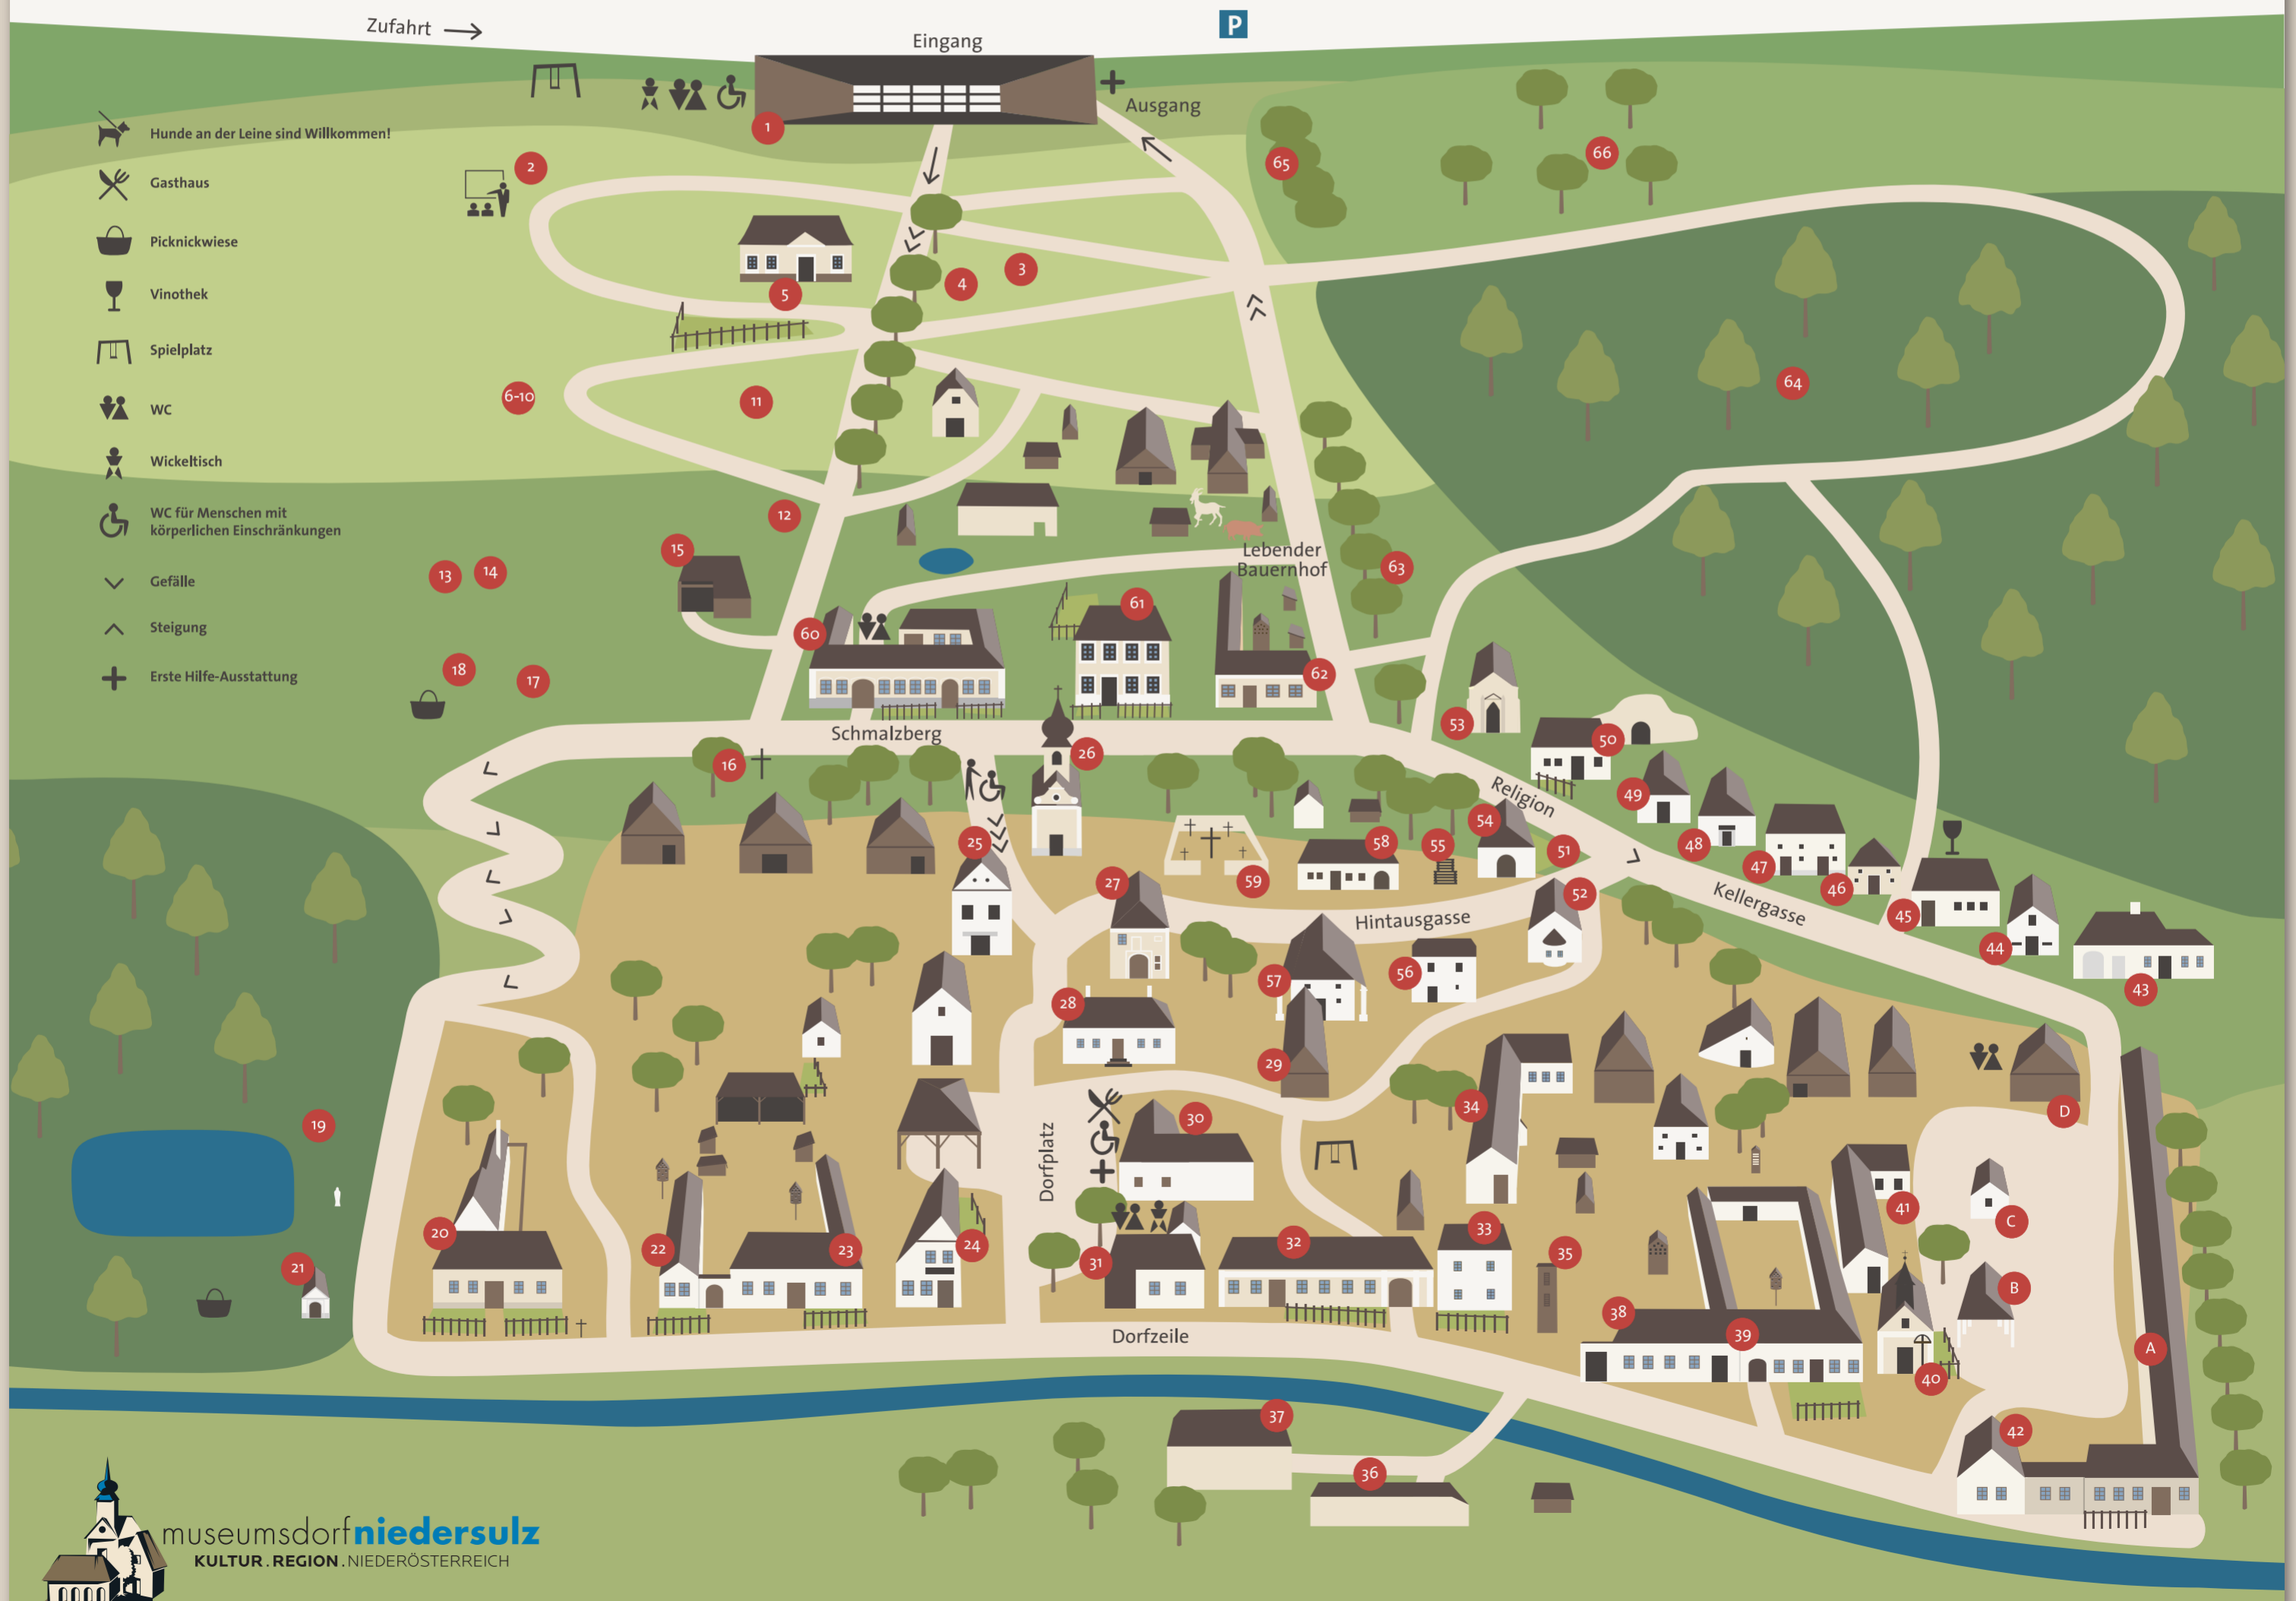 Zufahrt
P
Eingang
Ausgang
Hunde an der Leine sind Willkommen!
Gasthaus
Picknickwiese
Vinothek
Spielplatz
WC
Wickeltisch
WC für Menschen mit
körperlichen Einschränkungen
Gefälle
Steigung
Erste Hilfe-Ausstattung
1
2
65
66
3
4
5
64
6-10
11
12
15
13
14
Lebender
Bauernhof
63
61
60
18
17
62
53
Schmalzberg
50
26
16
Religion
49
54
25
58
55
51
48
47
27
59
52
46
Kellergasse
45
Hintausgasse
44
57
56
43
28
29
34
D
19
30
Dorfplatz
41
C
20
22
23
24
31
32
33
35
21
B
38
39
A
Dorfzeile
40
37
42
36
museumsdorfniedersulz
KULTUR.REGION.NIEDERÖSTERREICH